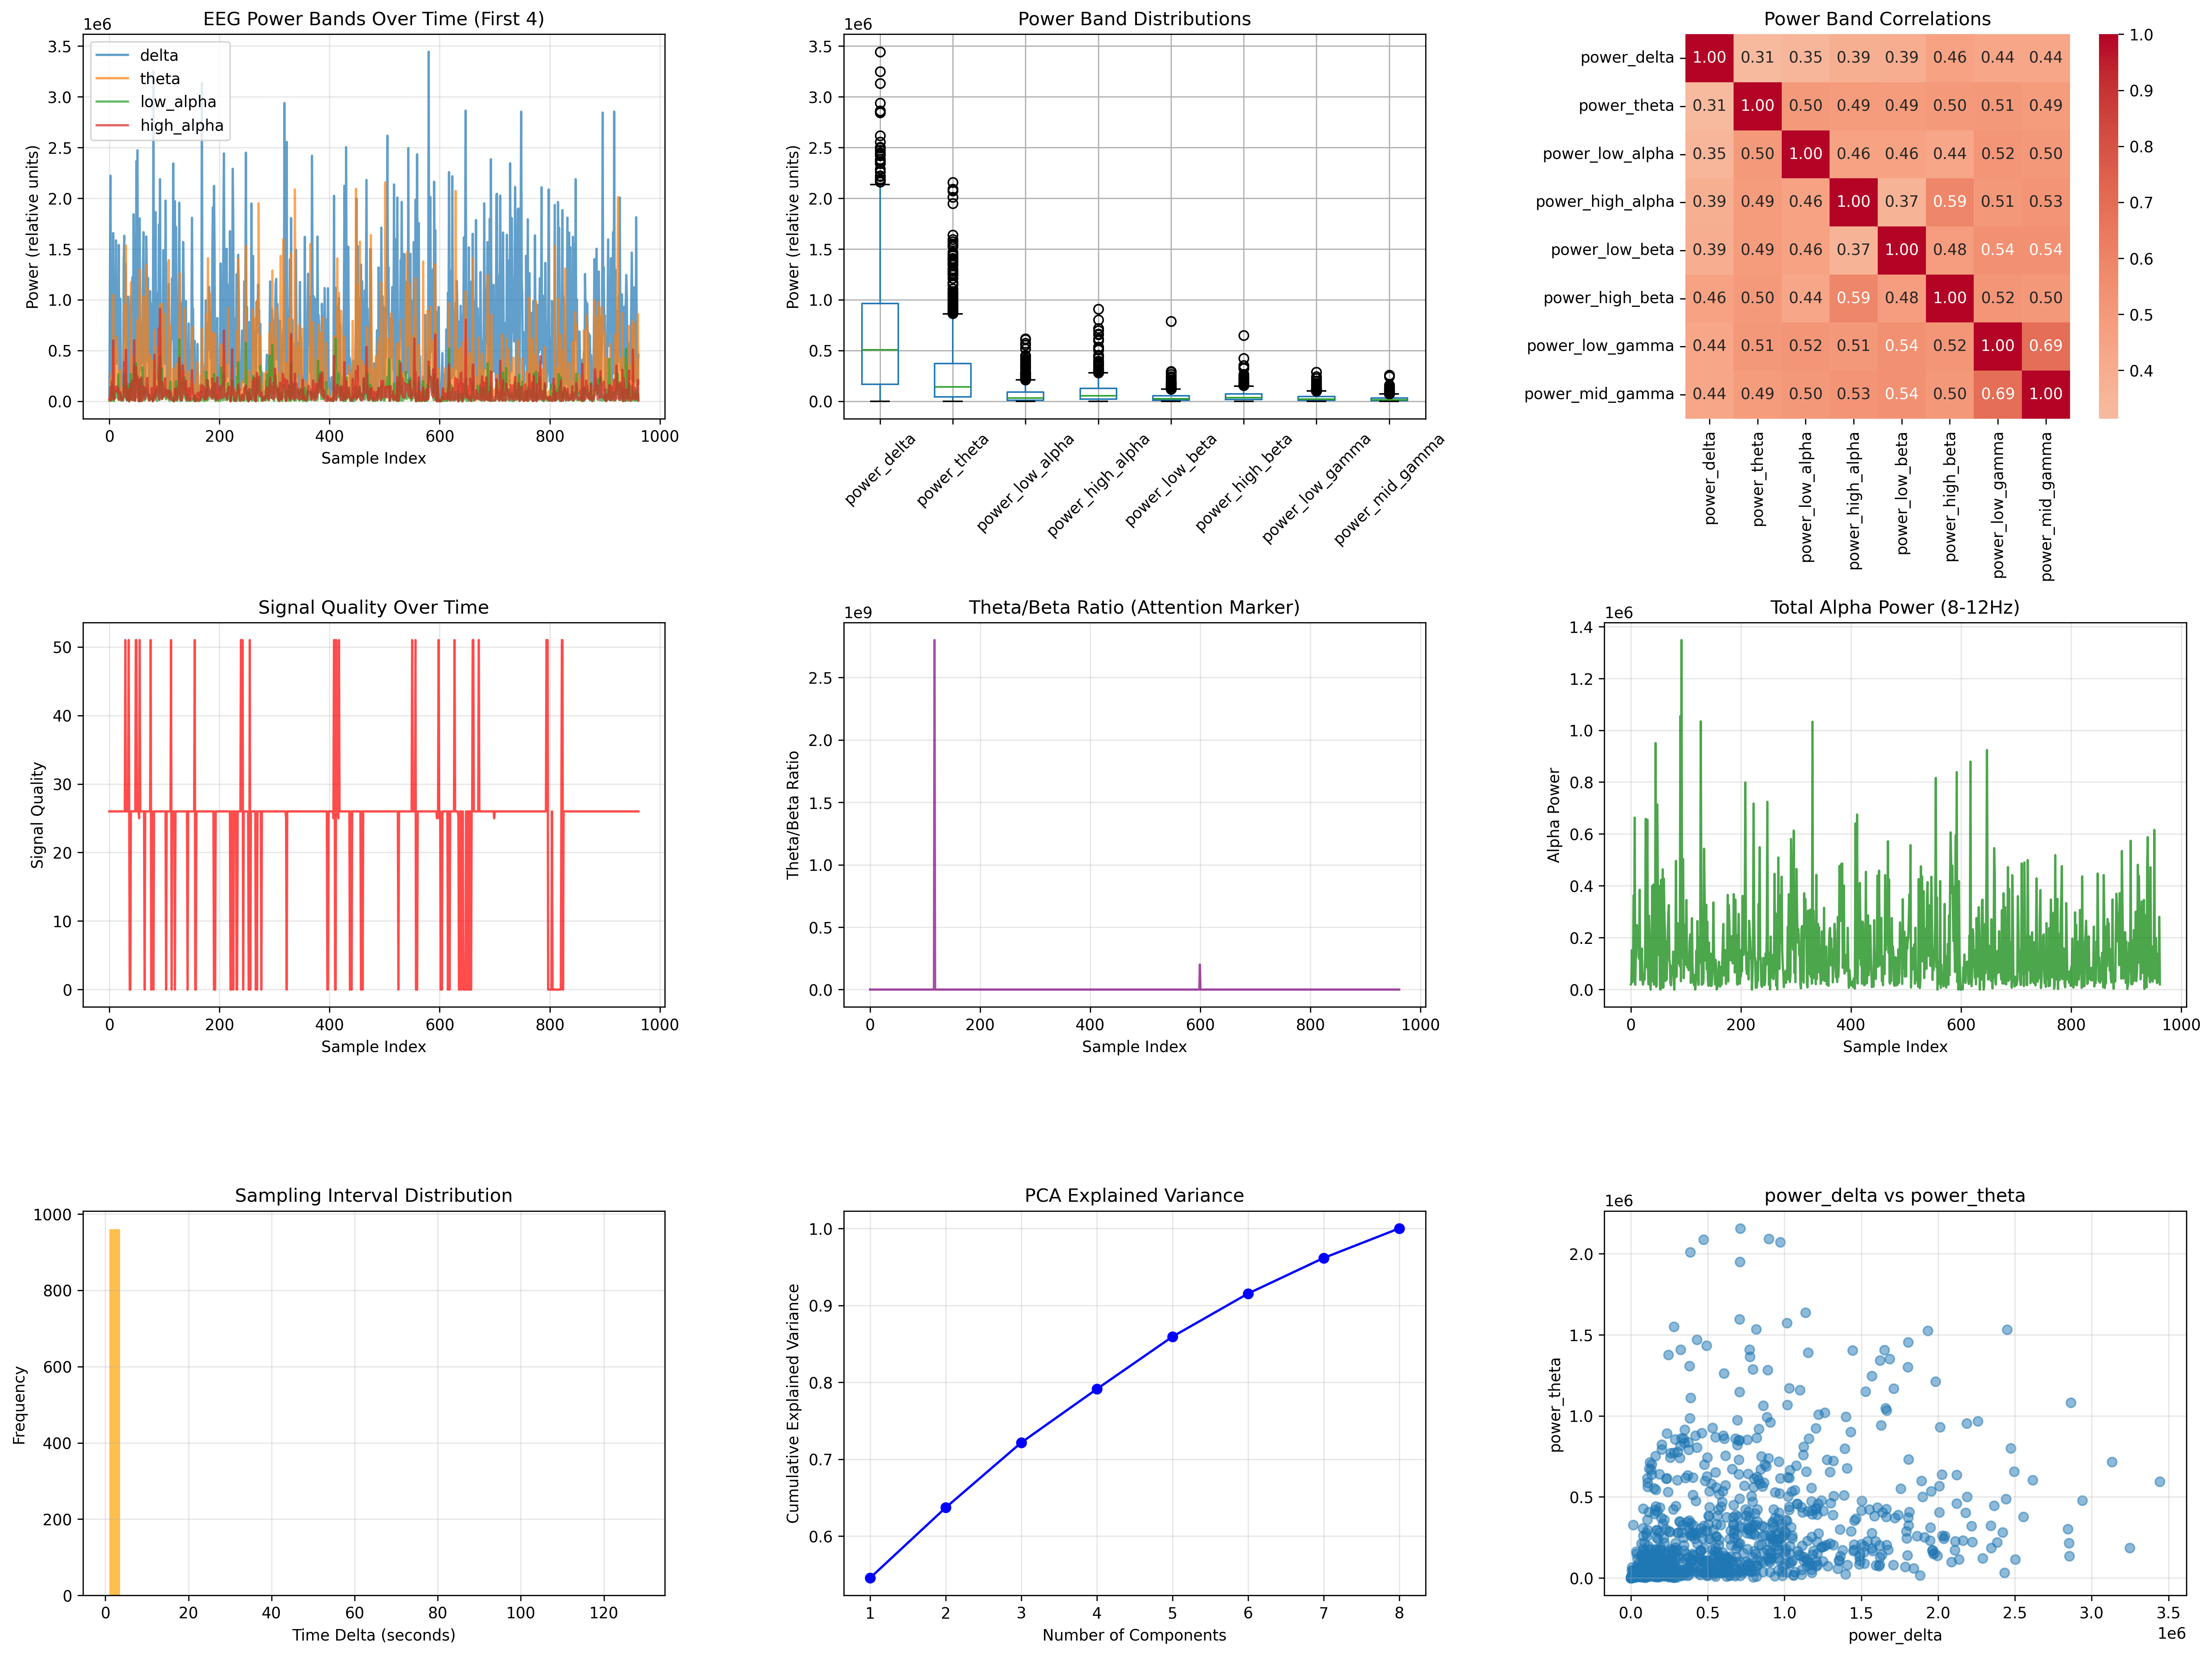 EEG Power Bands Over Time (First 4)
1e6
3.5
3.0
2.5
2.0
1.5
1.0
0.5
0.0
Power (relative units)
delta
theta
low_alpha
high_alpha
0 200 400 600 800 1000
Sample Index
Power Band Distributions
1e6
3.5
3.0
2.5
2.0
1.5
1.0
0.5
0.0
Power (relative units)
power_delta
power_theta
power_low_alpha
power_high_alpha
power_low_beta
power_high_beta
power_low_gamma
power_mid_gamma
Power Band Correlations
power_delta 1.00 0.31 0.35 0.39 0.39 0.46 0.44 0.44
power_theta 0.31 1.00 0.50 0.49 0.49 0.50 0.51 0.49
power_low_alpha 0.35 0.50 1.00 0.46 0.46 0.44 0.52 0.50
power_high_alpha 0.39 0.49 0.46 1.00 0.37 0.59 0.51 0.53
power_low_beta 0.39 0.49 0.46 0.37 1.00 0.48 0.54 0.54
power_high_beta 0.46 0.50 0.44 0.59 0.48 1.00 0.52 0.50
power_low_gamma 0.44 0.51 0.52 0.51 0.54 0.52 1.00 0.69
power_mid_gamma 0.44 0.49 0.50 0.53 0.54 0.50 0.69 1.00
power_delta
power_theta
power_low_alpha
power_high_alpha
power_low_beta
power_high_beta
power_low_gamma
power_mid_gamma
1.0
0.9
0.8
0.7
0.6
0.5
0.4
Signal Quality Over Time
50
40
30
20
10
0
Signal Quality
0 200 400 600 800 1000
Sample Index
Theta/Beta Ratio (Attention Marker)
1e9
2.5
2.0
1.5
1.0
0.5
0.0
Theta/Beta Ratio
0 200 400 600 800 1000
Sample Index
Total Alpha Power (8-12Hz)
1e6
1.4
1.2
1.0
0.8
0.6
0.4
0.2
0.0
Alpha Power
0 200 400 600 800 1000
Sample Index
Sampling Interval Distribution
1000
800
600
400
200
0
Frequency
0 20 40 60 80 100 120
Time Delta (seconds)
PCA Explained Variance
1.0
0.9
0.8
0.7
0.6
Cumulative Explained Variance
1 2 3 4 5 6 7 8
Number of Components
power_delta vs power_theta
1e6
2.0
1.5
1.0
0.5
0.0
power_theta
0.0 0.5 1.0 1.5 2.0 2.5 3.0 3.5
1e6
power_delta